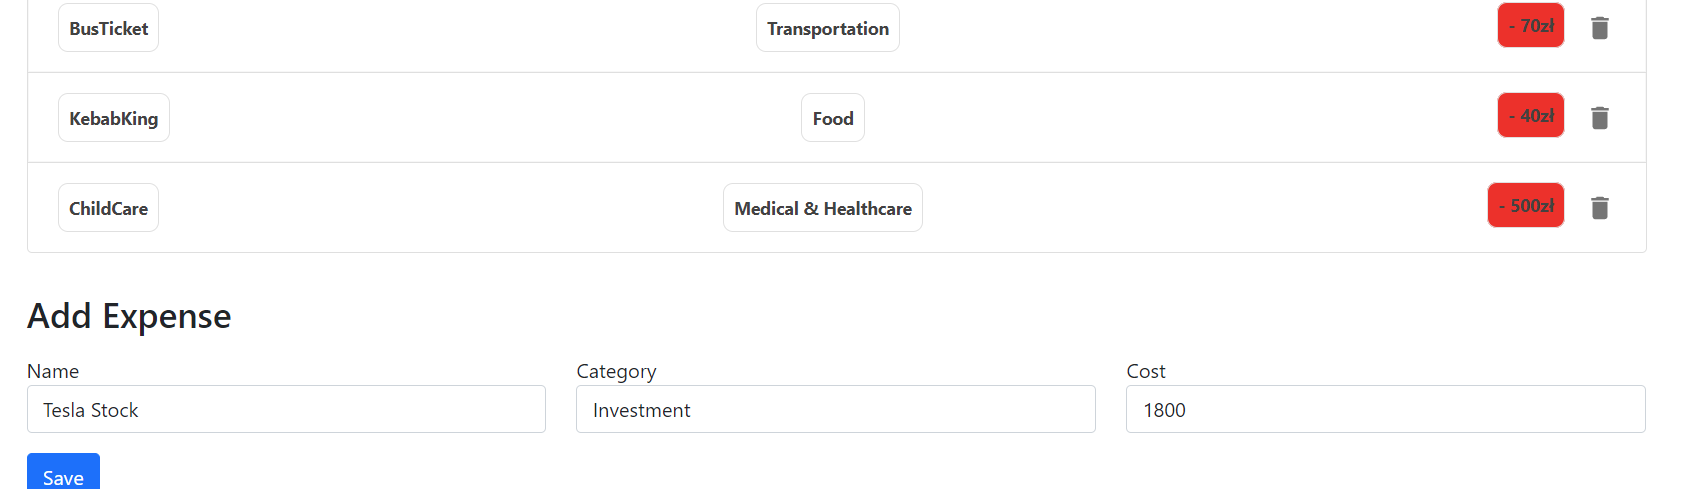 BusTicket Transportation - 70zł
KebabKing Food - 40zł
ChildCare Medical & Healthcare - 500zł
Add Expense
Name Category Cost
Tesla Stock Investment 1800
Save